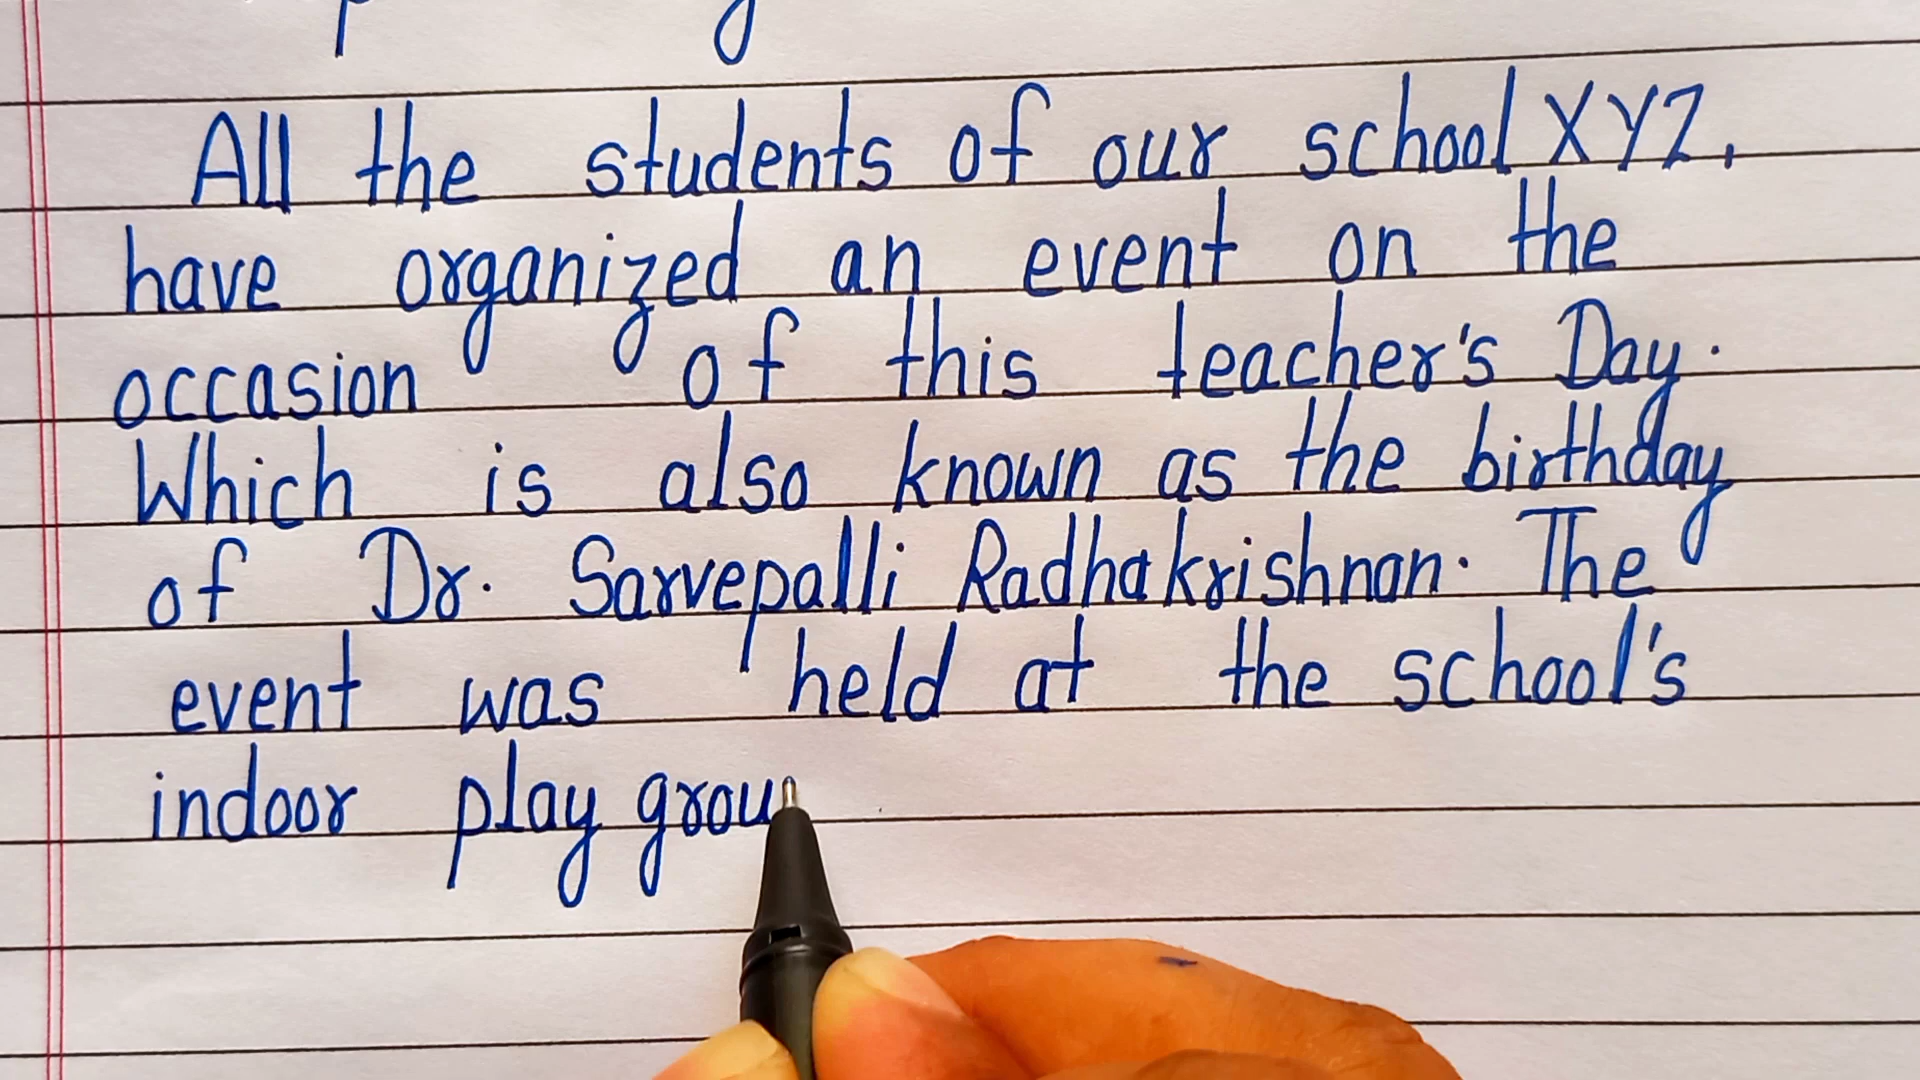 All the students of our school XYZ,
have organized an event on the
occasion of this teacher's Day.
Which is also known as the birthday
of Dr. Sarvepalli Radhakrishnan. The
event was held at the school's
indoor play grou